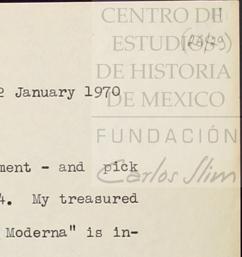 CENTRO DE
ESTUDIOS
DE HISTORIA
2 January 1970
DE MEXICO
FUNDACIÓN
ment - and pick
Carlos Slim
4. My treasured
Moderna" is in-